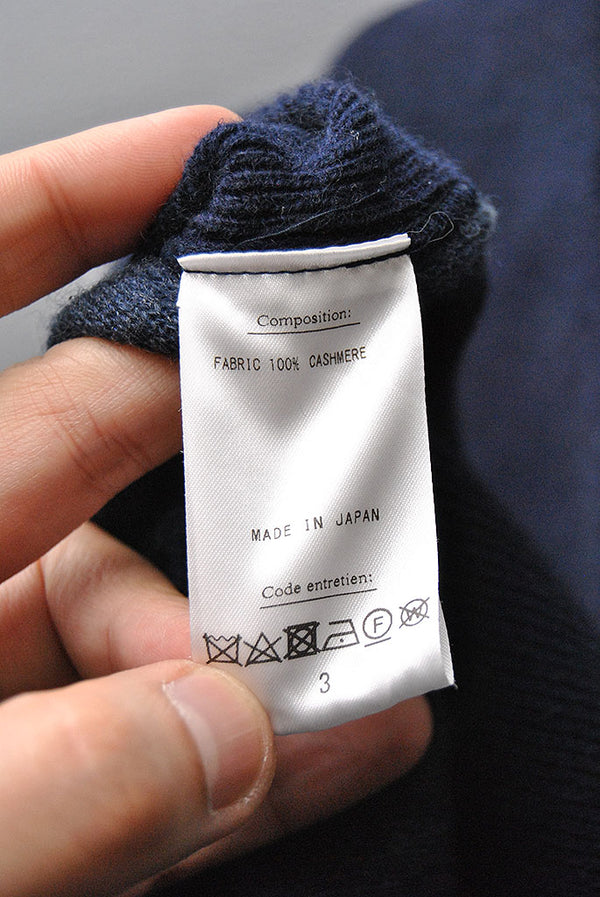 Composition:
FABRIC 100% CASHMERE
MADE IN JAPAN
Code entretien:
F W
3